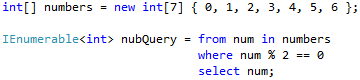 int[] numbers = new int[7] { 0, 1, 2, 3, 4, 5, 6 };
IEnumerable<int> nubQuery = from num in numbers
where num % 2 == 0
select num;